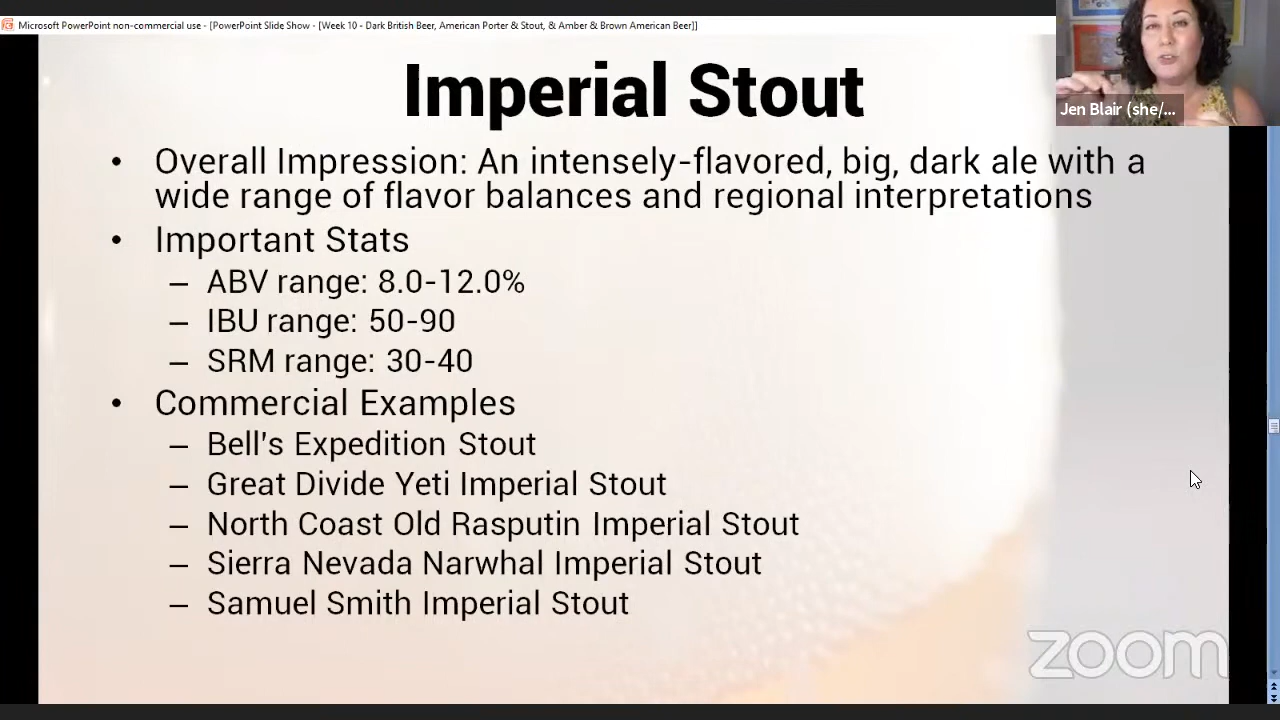 Microsoft PowerPoint non-commercial use - [PowerPoint Slide Show - [Week 10 - Dark British Beer, American Porter & Stout, & Amber & Brown American Beer]]
Jen Blair (she/...
Imperial Stout
• Overall Impression: An intensely-flavored, big, dark ale with a
wide range of flavor balances and regional interpretations
• Important Stats
– ABV range: 8.0-12.0%
– IBU range: 50-90
– SRM range: 30-40
• Commercial Examples
– Bell's Expedition Stout
– Great Divide Yeti Imperial Stout
– North Coast Old Rasputin Imperial Stout
– Sierra Nevada Narwhal Imperial Stout
– Samuel Smith Imperial Stout
zoom